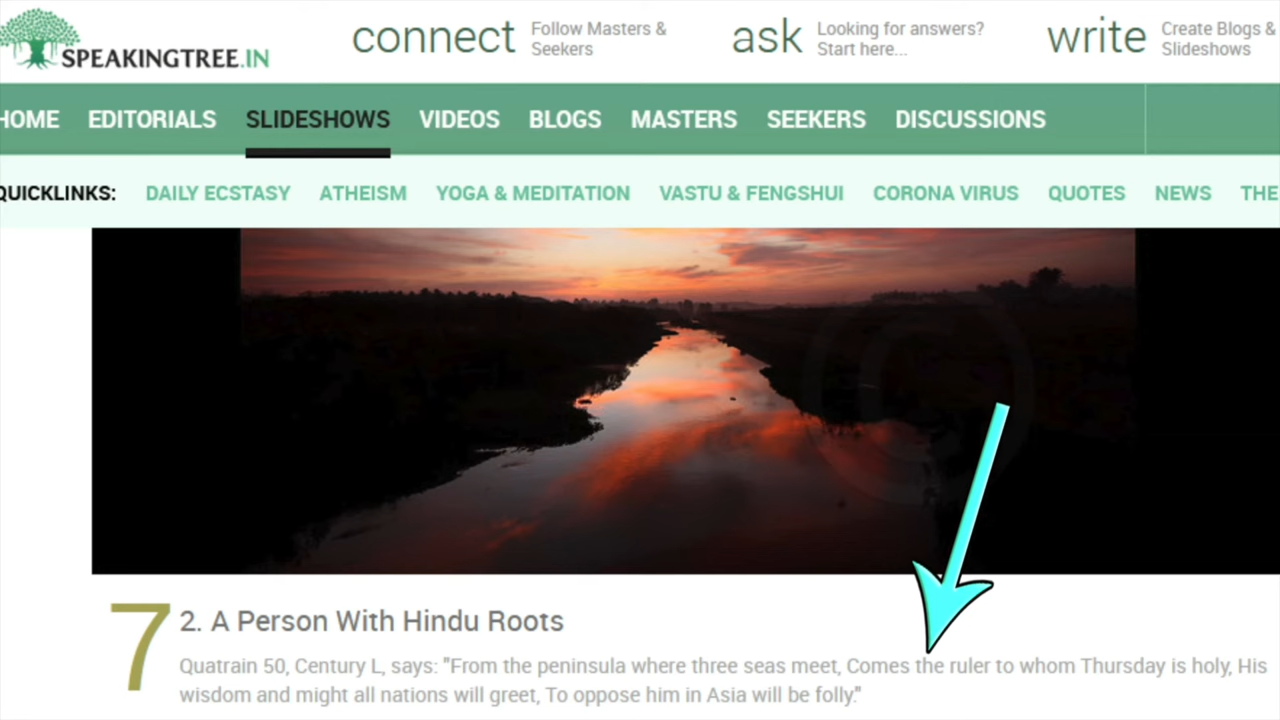 SPEAKINGTREE.IN
connect Follow Masters &
Seekers
ask Looking for answers?
Start here...
write Create Blogs &
Slideshows
HOME EDITORIALS SLIDESHOWS VIDEOS BLOGS MASTERS SEEKERS DISCUSSIONS
QUICKLINKS: DAILY ECSTASY ATHEISM YOGA & MEDITATION VASTU & FENGSHUI CORONA VIRUS QUOTES NEWS THE
©
7 2. A Person With Hindu Roots
Quatrain 50, Century L, says: "From the peninsula where three seas meet, Comes the ruler to whom Thursday is holy, His
wisdom and might all nations will greet, To oppose him in Asia will be folly."